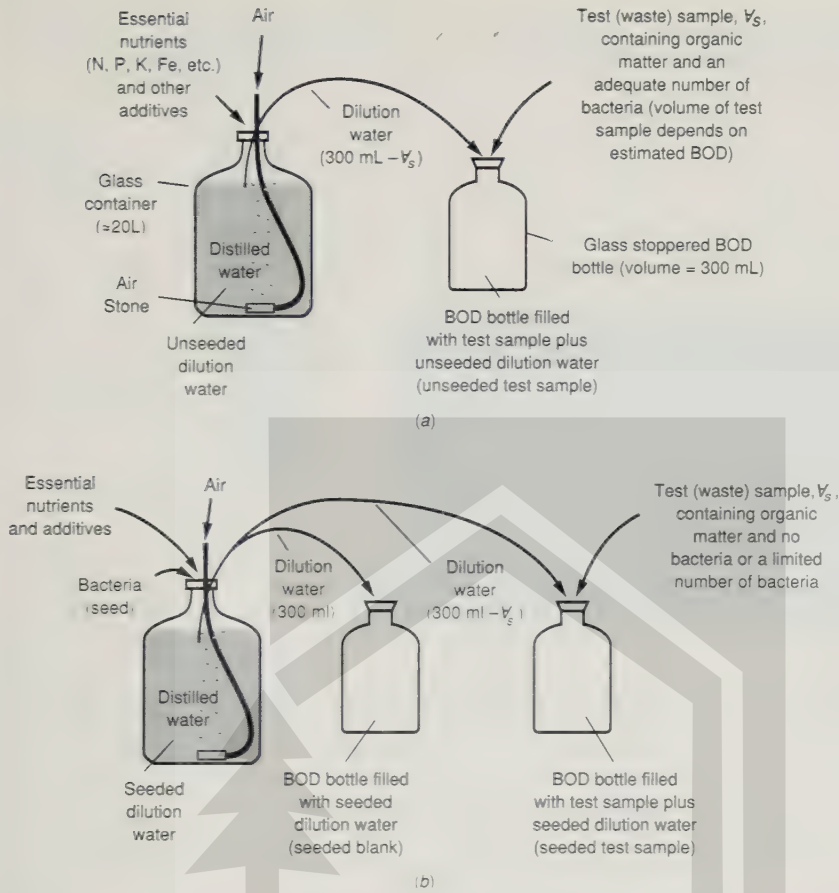 Essential
nutrients
(N, P, K, Fe, etc.)
and other
additives
Air
Dilution
water
(300 mL – V̶s)
Test (waste) sample, V̶s,
containing organic
matter and an
adequate number of
bacteria (volume of test
sample depends on
estimated BOD)
Glass
container
(≈20L)
Distilled
water
Air
Stone
Unseeded
dilution
water
Glass stoppered BOD
bottle (volume = 300 mL)
BOD bottle filled
with test sample plus
unseeded dilution water
(unseeded test sample)
(a)
Essential
nutrients
and additives
Air
Bacteria
(seed)
Dilution
water
(300 ml)
Dilution
water
(300 ml – V̶s)
Test (waste) sample, V̶s,
containing organic
matter and no
bacteria or a limited
number of bacteria
Distilled
water
Seeded
dilution
water
BOD bottle filled
with seeded
dilution water
(seeded blank)
BOD bottle filled
with test sample plus
seeded dilution water
(seeded test sample)
(b)